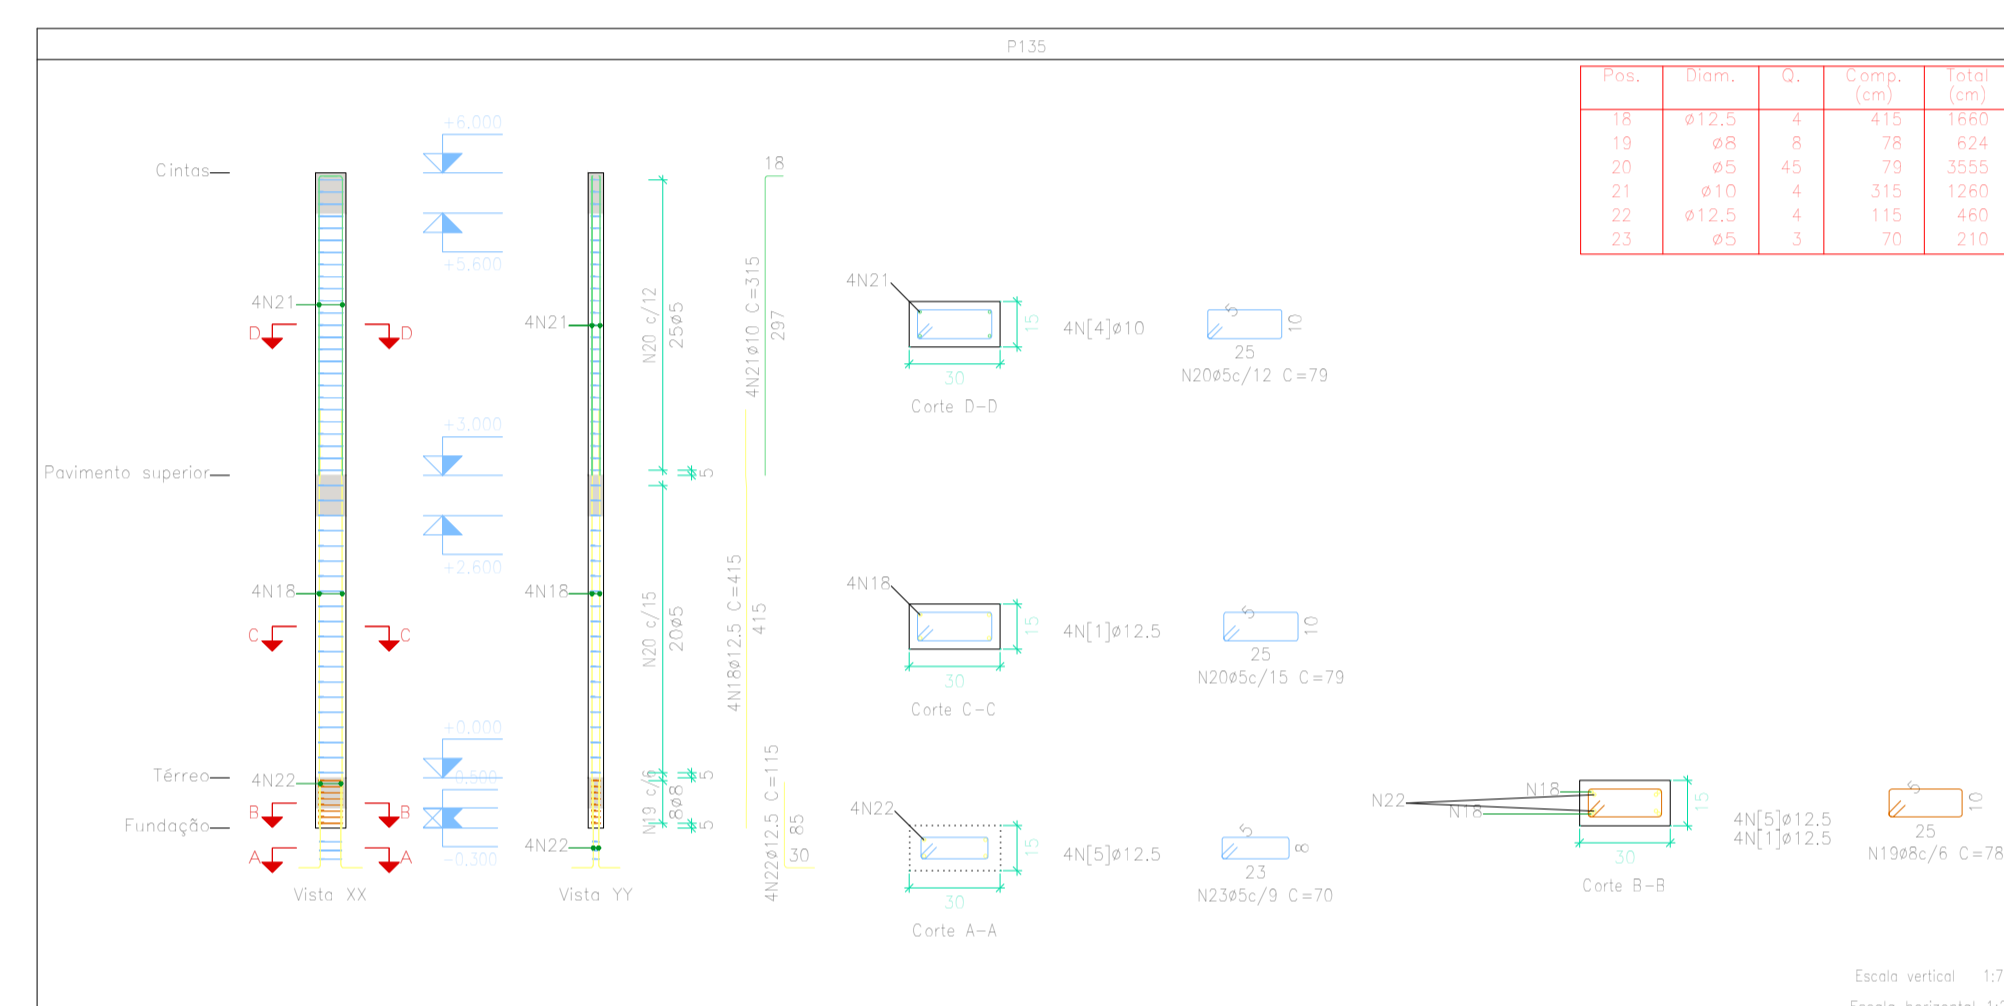 P135
Pos. Diam. Q. Comp. (cm) Total (cm)
18 ø12.5 4 415 1660
19 ø8 8 78 624
20 ø5 45 79 3555
21 ø10 4 315 1260
22 ø12.5 4 115 460
23 ø5 3 70 210
Cintas
+6.000
+5.600
4N21
4N21
D D
Pavimento superior
+3.000
+2.600
4N18
4N18
C C
Térreo
+0.000
4N22
B B
Fundação
-0.500
-0.300
A A
4N22
Vista XX
Vista YY
N20 c/12
25ø5
5
N20 c/15
20ø5
5
N19 c/6
8ø8
5
18
4N21ø10 C=315
297
4N18ø12.5 C=415
415
4N22ø12.5 C=115
85
30
4N21
15
30
Corte D-D
4N[4]ø10
5
10
25
N20ø5c/12 C=79
4N18
15
30
Corte C-C
4N[1]ø12.5
5
10
25
N20ø5c/15 C=79
4N22
15
30
Corte A-A
4N[5]ø12.5
5
8
23
N23ø5c/9 C=70
N18
N22
N18
15
30
Corte B-B
4N[5]ø12.5
4N[1]ø12.5
5
10
25
N19ø8c/6 C=78
Escala vertical 1:7